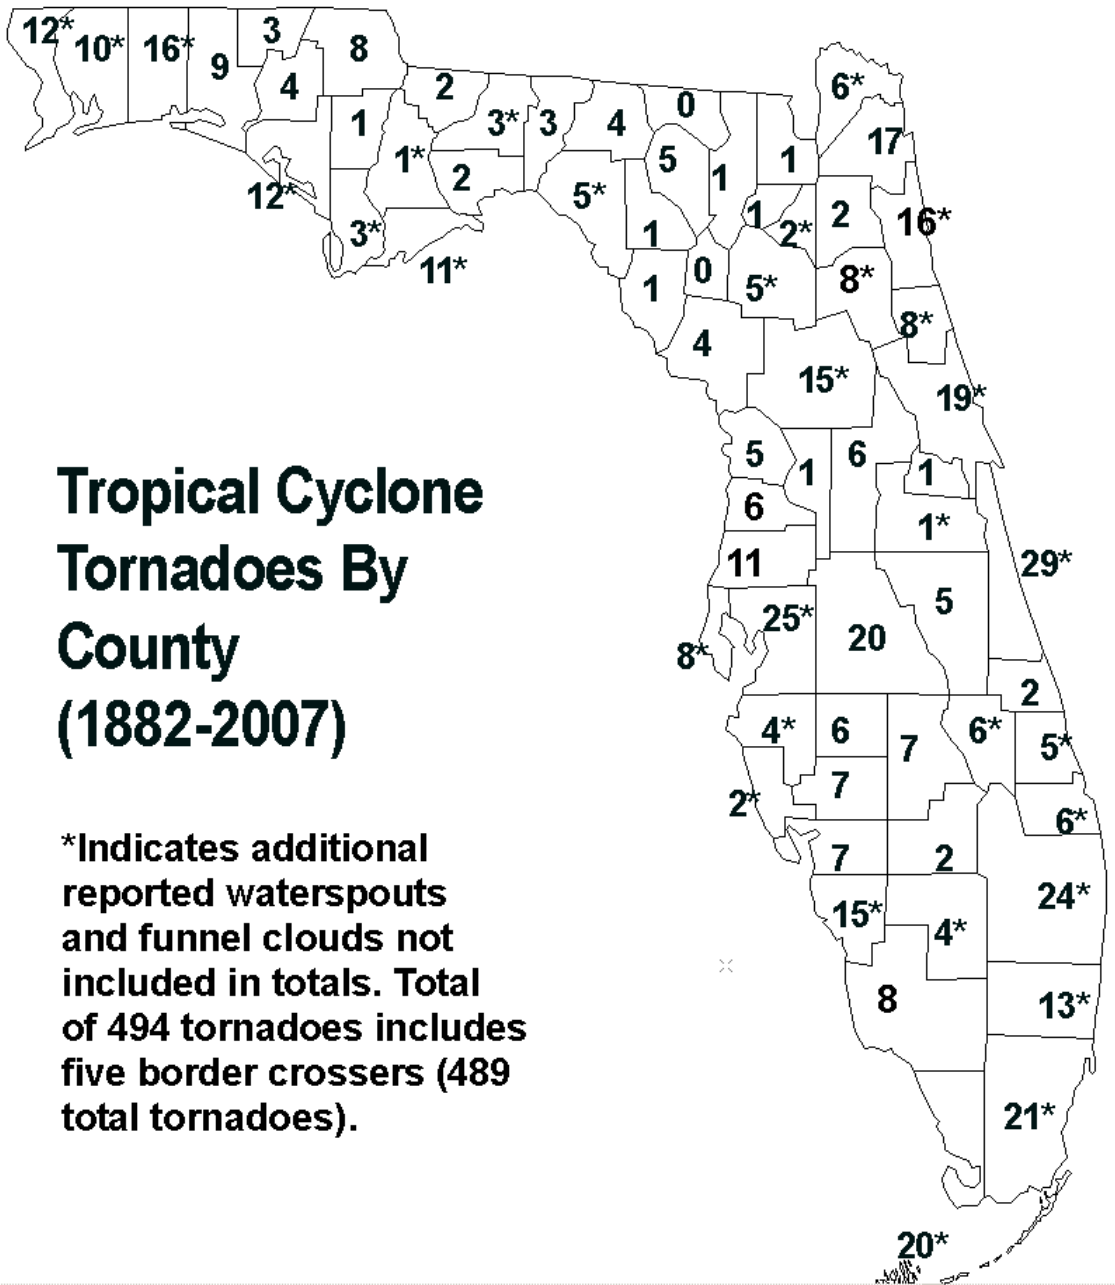 12* 10* 16* 9 3 8
4
2
6*
3* 3 4 0
1
17
1* 5 1 1
2
12* 5* 1 2* 2 16*
3* 1
11* 1 0 5* 8*
8*
4
15*
19*
5 1 6 1
Tropical Cyclone
6
1*
Tornadoes By
11 29*
County
25* 20 5
8*
(1882-2007)
2
4* 6 7 6* 5*
2* 7
6*
*Indicates additional
7 2
reported waterspouts
24*
15* 4*
and funnel clouds not
included in totals. Total
8 13*
of 494 tornadoes includes
five border crossers (489
total tornadoes).
21*
20*